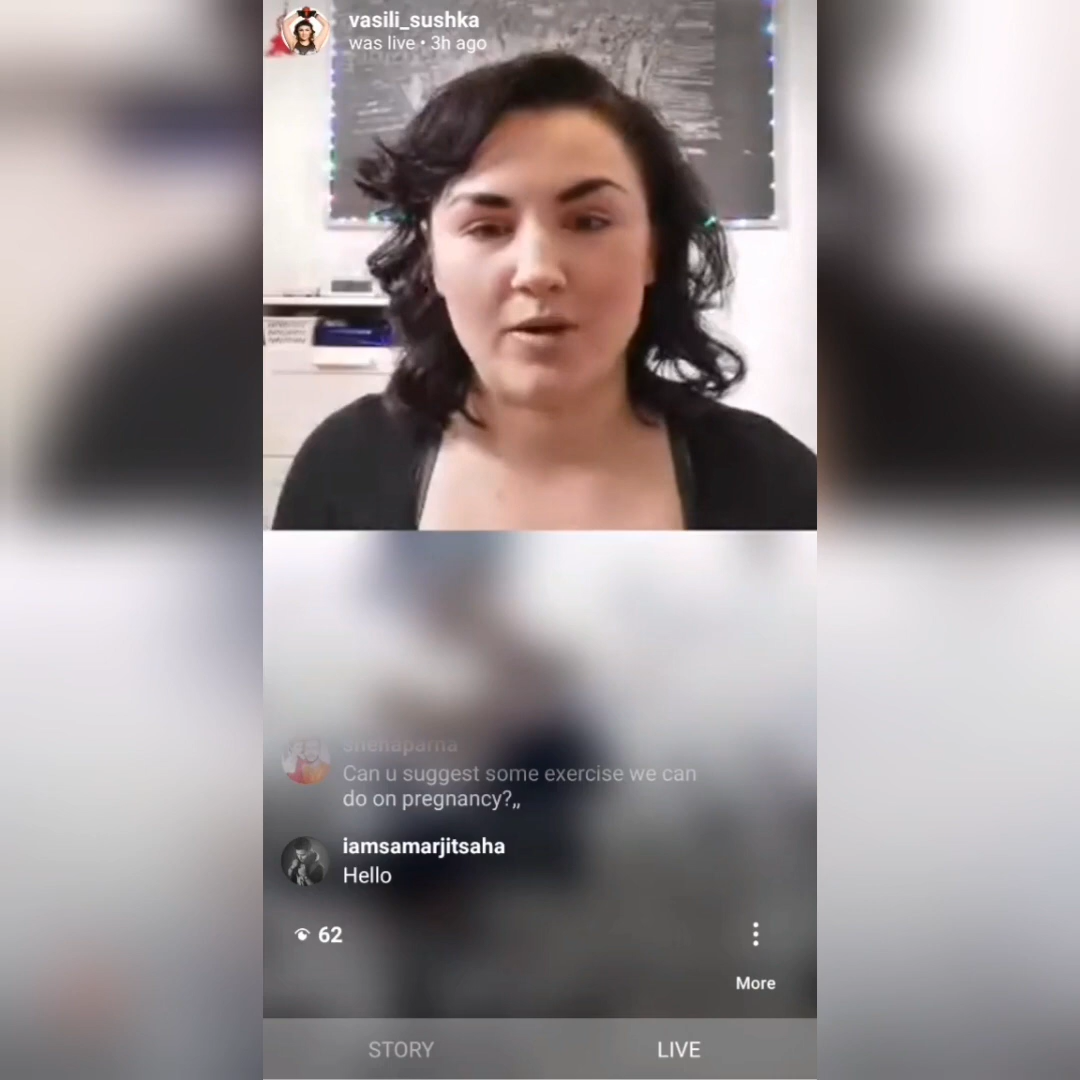 vasili_sushka
was live • 3h ago
shenaparna
Can u suggest some exercise we can
do on pregnancy?,,
iamsamarjitsaha
Hello
62
More
STORY
LIVE